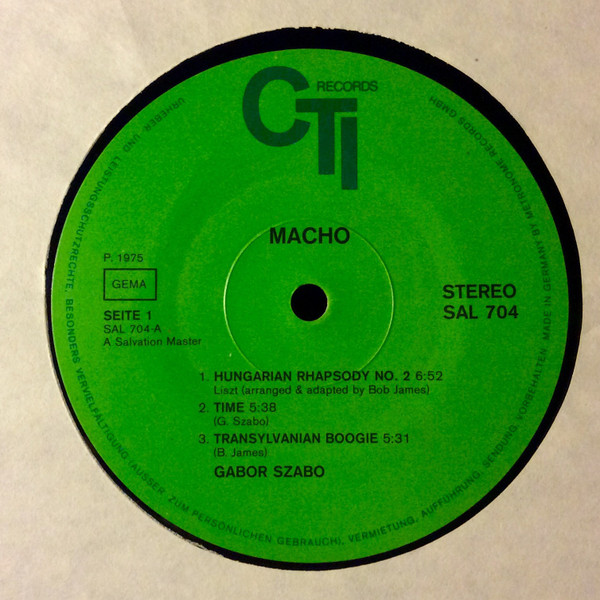 CTI RECORDS
MACHO
P. 1975
GEMA
SEITE 1
SAL 704-A
A Salvation Master
STEREO
SAL 704
1. HUNGARIAN RHAPSODY NO. 2 6:52
Liszt (arranged & adapted by Bob James)
2. TIME 5:38
(G. Szabo)
3. TRANSYLVANIAN BOOGIE 5:31
(B. James)
GABOR SZABO
URHEBER UND LEISTUNGSSCHUTZRECHTE, BESONDERS VERVIELFÄLTIGUNG (AUSSER ZUM PERSÖNLICHEN GEBRAUCH), VERMIETUNG, AUFFÜHRUNG, SENDUNG, VORBEHALTEN. MADE IN GERMANY BY METRONOME RECORDS GMBH